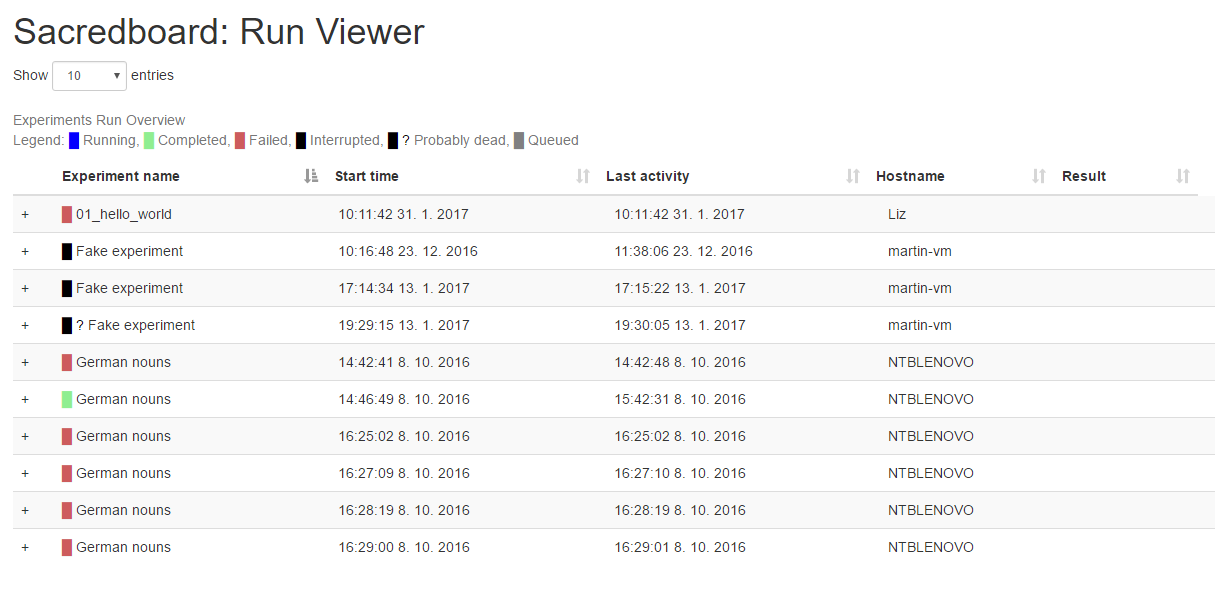 Sacredboard: Run Viewer
Show 10 entries
Experiments Run Overview
Legend: Running, Completed, Failed, Interrupted, ? Probably dead, Queued
Experiment name Start time Last activity Hostname Result
+ 01_hello_world 10:11:42 31. 1. 2017 10:11:42 31. 1. 2017 Liz
+ Fake experiment 10:16:48 23. 12. 2016 11:38:06 23. 12. 2016 martin-vm
+ Fake experiment 17:14:34 13. 1. 2017 17:15:22 13. 1. 2017 martin-vm
+ ? Fake experiment 19:29:15 13. 1. 2017 19:30:05 13. 1. 2017 martin-vm
+ German nouns 14:42:41 8. 10. 2016 14:42:48 8. 10. 2016 NTBLENOVO
+ German nouns 14:46:49 8. 10. 2016 15:42:31 8. 10. 2016 NTBLENOVO
+ German nouns 16:25:02 8. 10. 2016 16:25:02 8. 10. 2016 NTBLENOVO
+ German nouns 16:27:09 8. 10. 2016 16:27:10 8. 10. 2016 NTBLENOVO
+ German nouns 16:28:19 8. 10. 2016 16:28:19 8. 10. 2016 NTBLENOVO
+ German nouns 16:29:00 8. 10. 2016 16:29:01 8. 10. 2016 NTBLENOVO